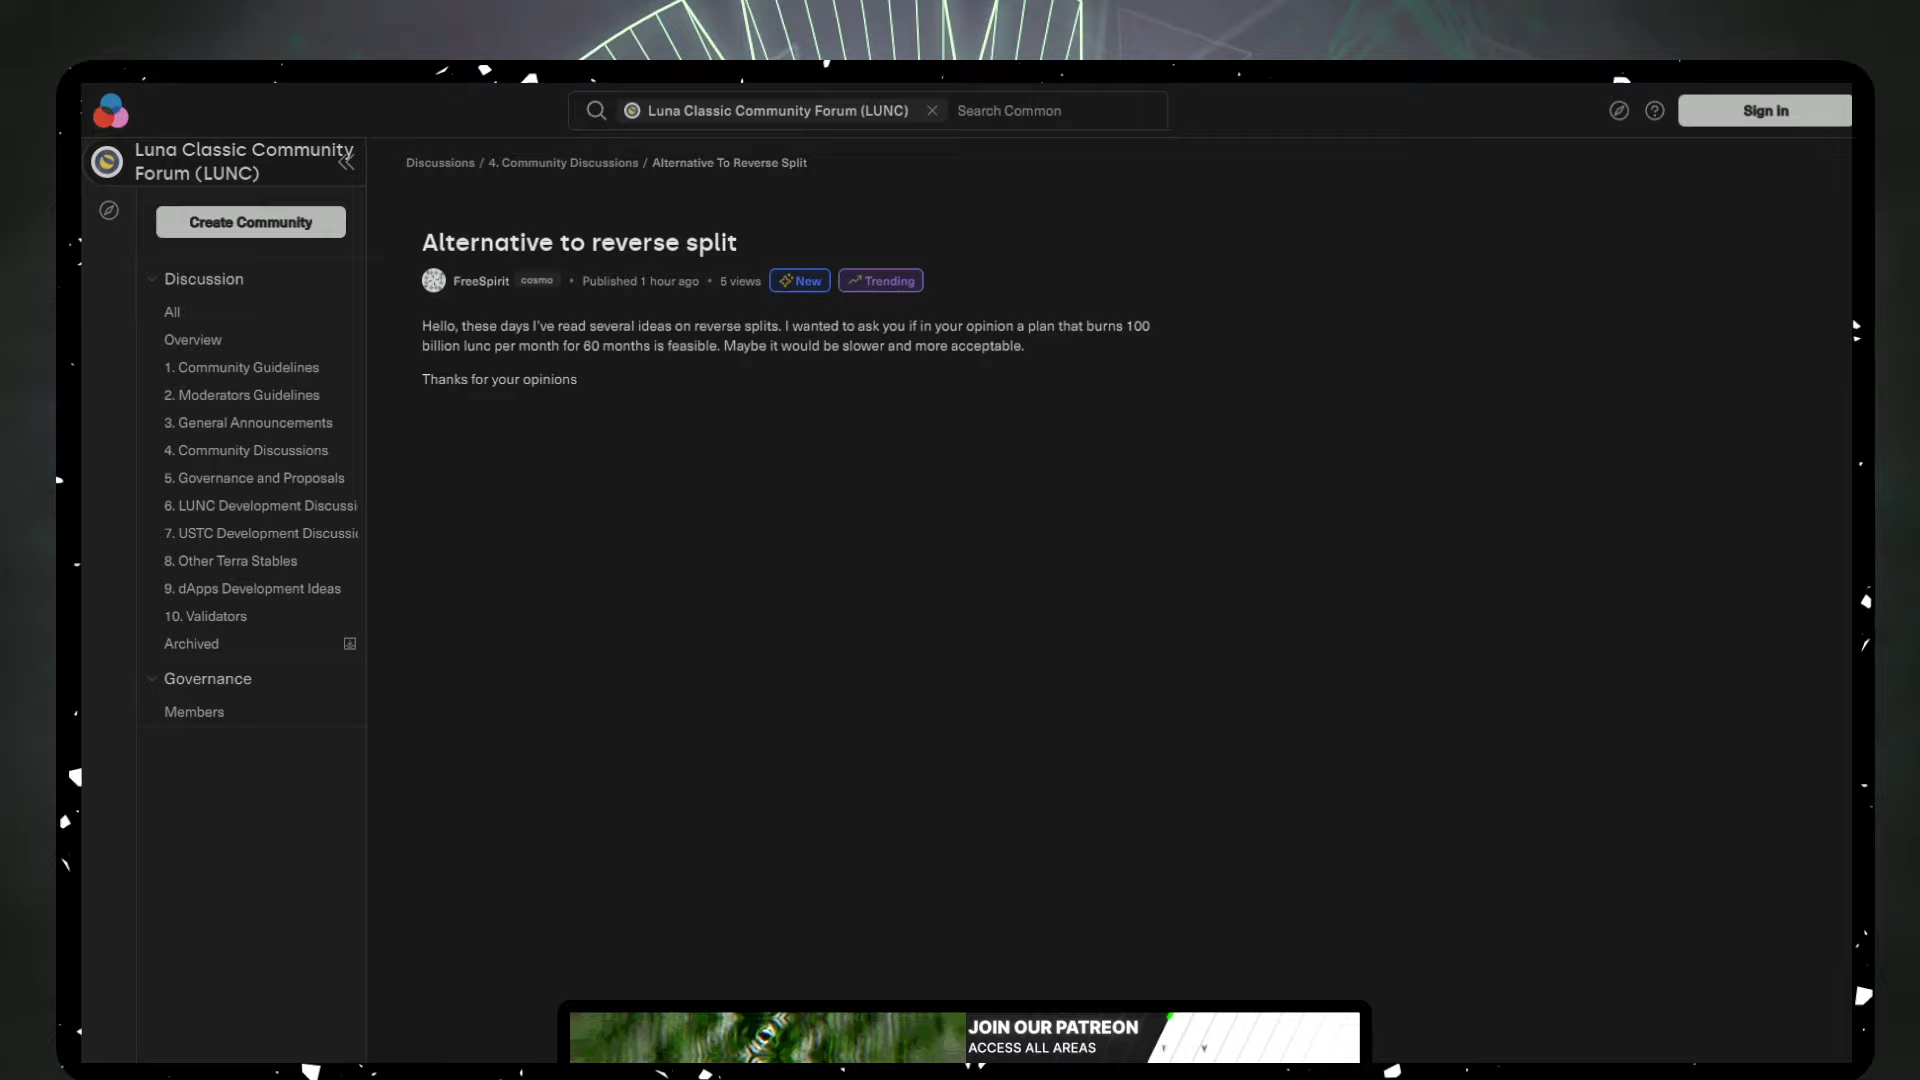 Luna Classic Community Forum (LUNC)
Search Common
Sign in
Luna Classic Community
Forum (LUNC)
Discussions / 4. Community Discussions / Alternative To Reverse Split
Create Community
Discussion
All
Overview
1. Community Guidelines
2. Moderators Guidelines
3. General Announcements
4. Community Discussions
5. Governance and Proposals
6. LUNC Development Discussi
7. USTC Development Discussio
8. Other Terra Stables
9. dApps Development Ideas
10. Validators
Archived
Governance
Members
Alternative to reverse split
FreeSpirit cosmo • Published 1 hour ago • 5 views New Trending
Hello, these days I've read several ideas on reverse splits. I wanted to ask you if in your opinion a plan that burns 100
billion lunc per month for 60 months is feasible. Maybe it would be slower and more acceptable.
Thanks for your opinions
JOIN OUR PATREON
ACCESS ALL AREAS